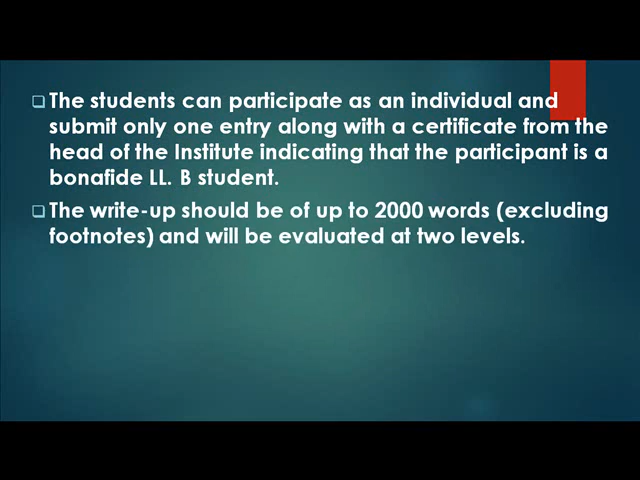 The students can participate as an individual and
submit only one entry along with a certificate from the
head of the Institute indicating that the participant is a
bonafide LL. B student.
The write-up should be of up to 2000 words (excluding
footnotes) and will be evaluated at two levels.